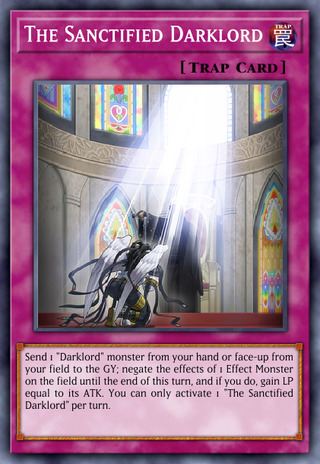 The Sanctified Darklord
TRAP
罠
[Trap Card]
Send 1 "Darklord" monster from your hand or face-up from
your field to the GY; negate the effects of 1 Effect Monster
on the field until the end of this turn, and if you do, gain LP
equal to its ATK. You can only activate 1 "The Sanctified
Darklord" per turn.